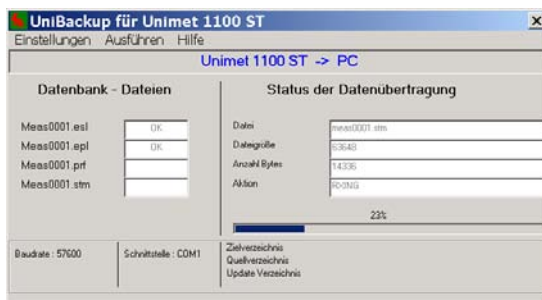 UniBackup für Unimet 1100 ST
Einstellungen Ausführen Hilfe
Unimet 1100 ST -> PC
Datenbank - Dateien
Meas0001.esl OK
Meas0001.epl OK
Meas0001.prf
Meas0001.stm
Status der Datenübertragung
Datei meas0001.stm
Dateigröße 63648
Anzahl Bytes 14336
Aktion RXING
23%
Baudrate : 57600
Schnittstelle : COM1
Zielverzeichnis
Quellverzeichnis
Update Verzeichnis